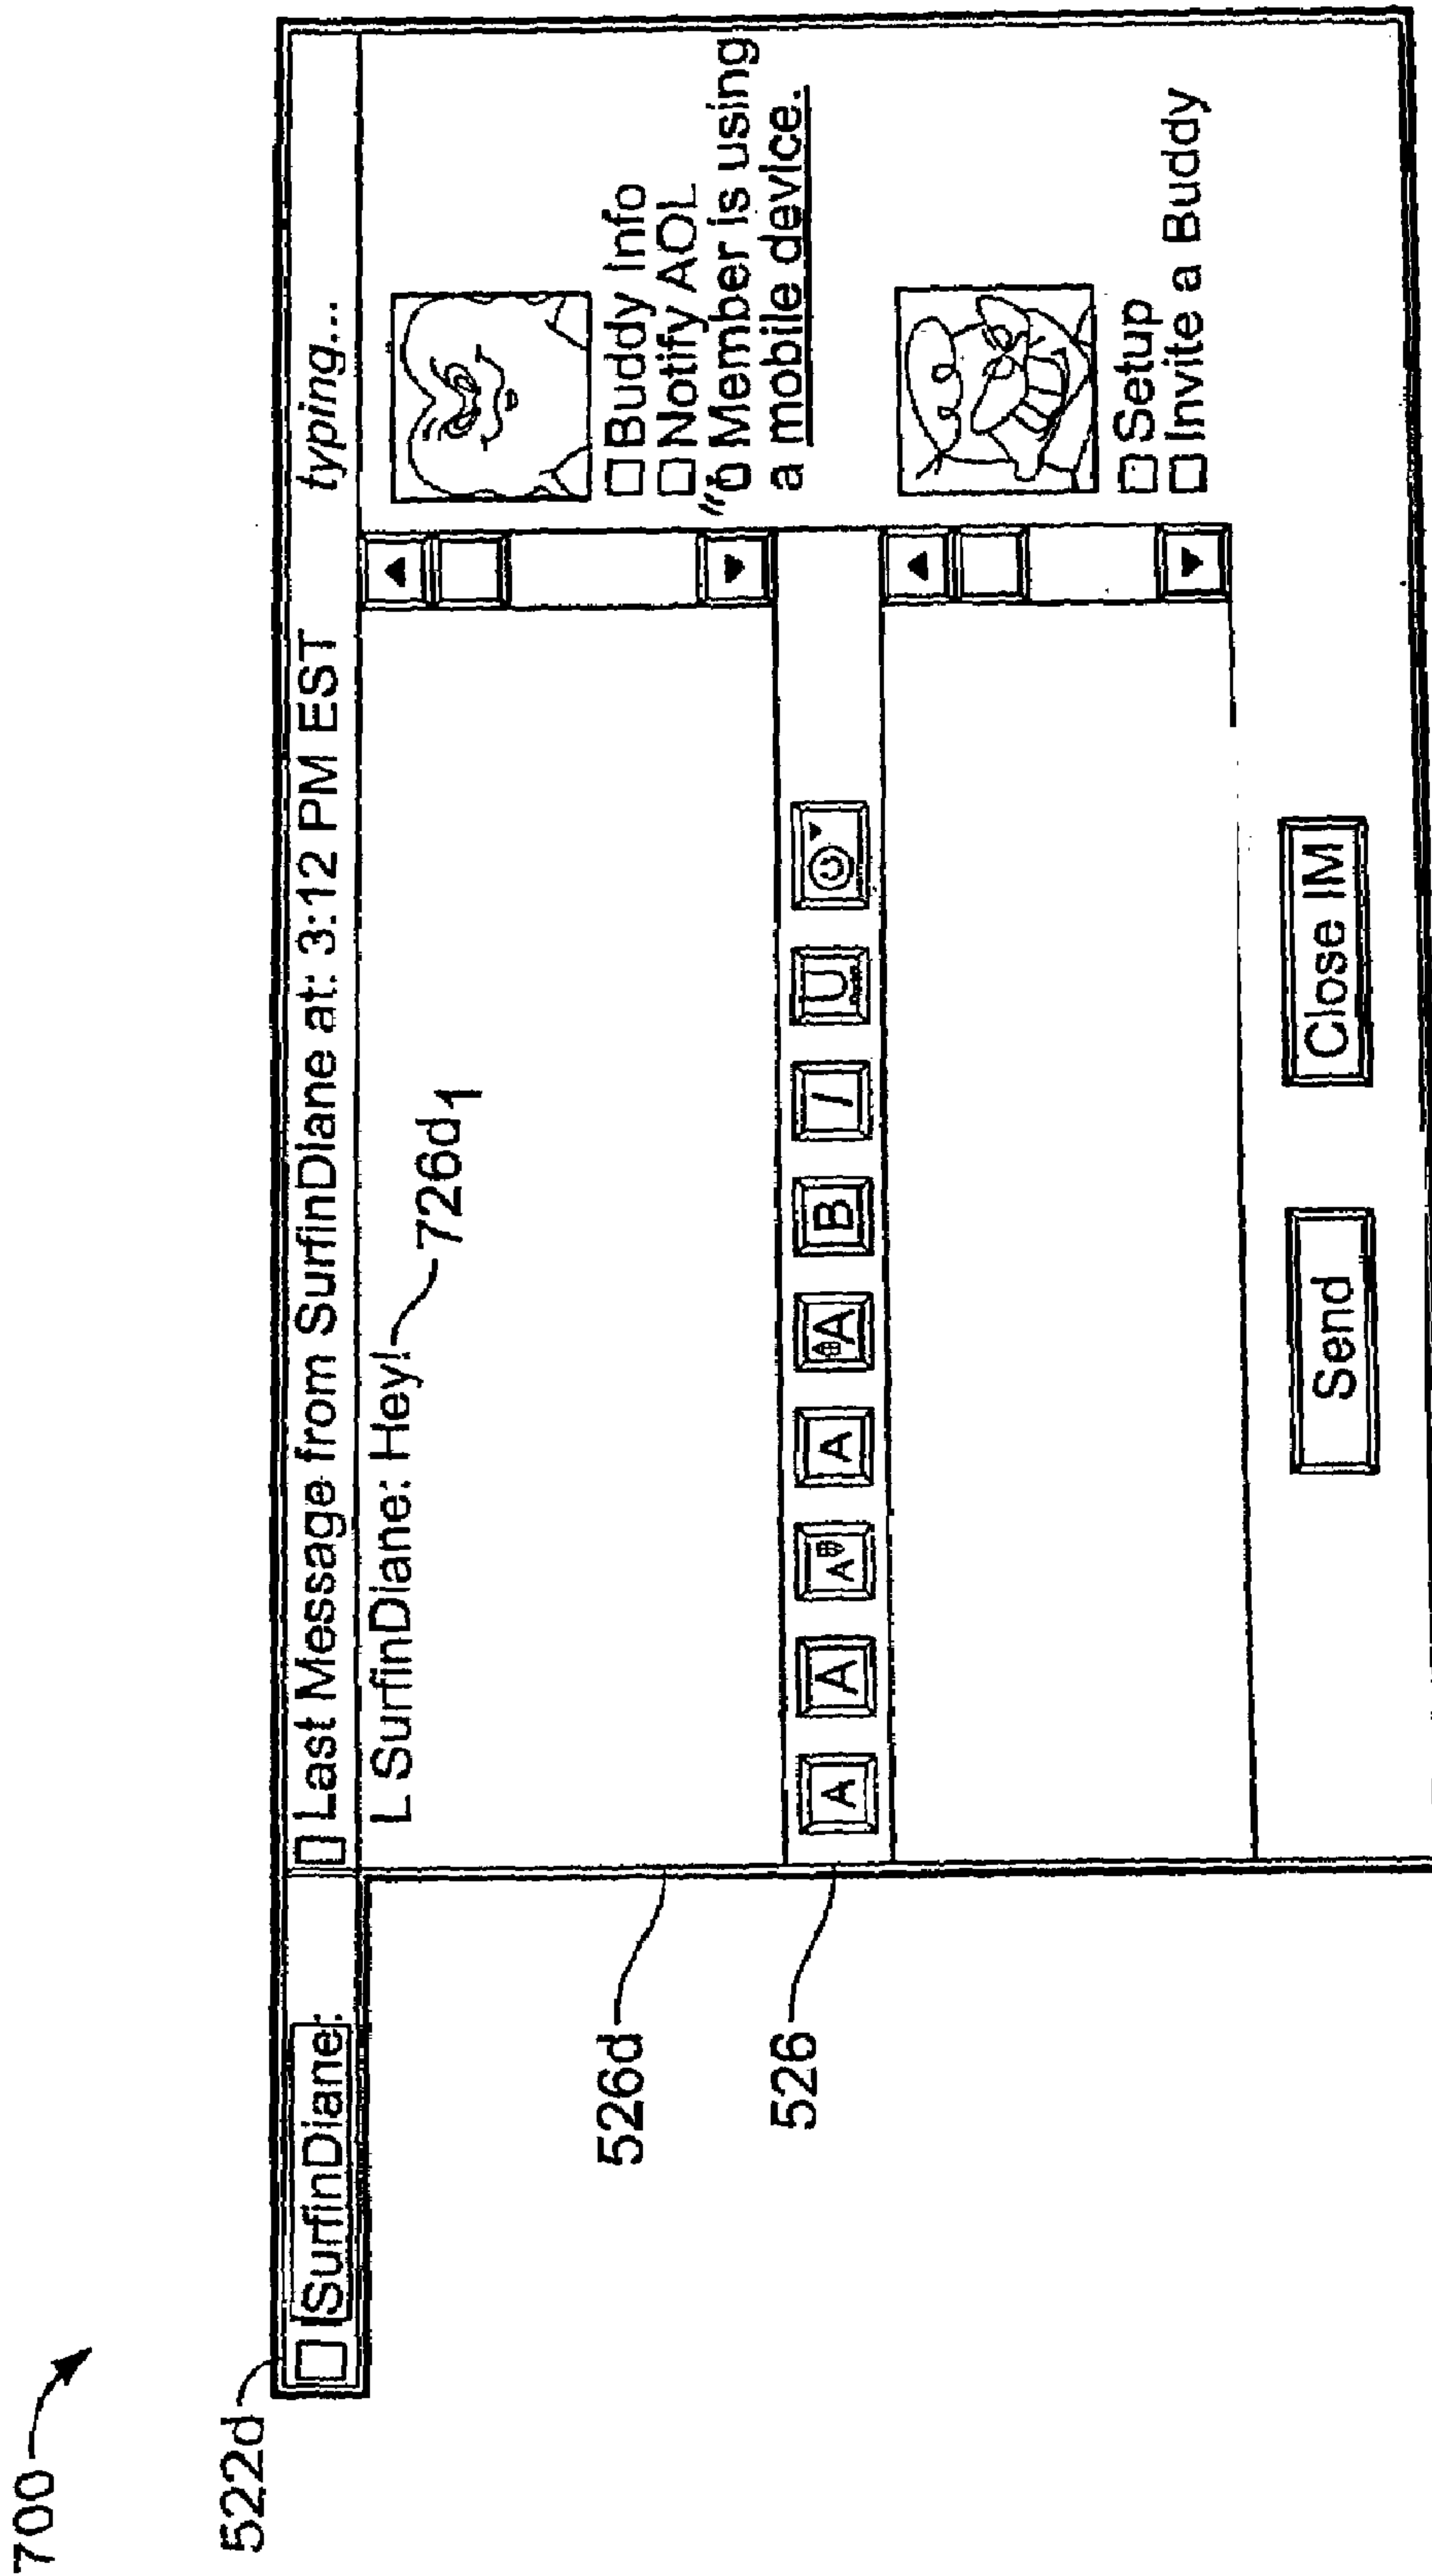 700
522d
SurfinDiane:
Last Message from SurfinDiane at: 3:12 PM EST
typing...
L SurfinDiane: Hey!
726d1
526d
526
Buddy Info
Notify AOL
Member is using
a mobile device.
A A A A A B / U
Setup
Invite a Buddy
Send
Close IM